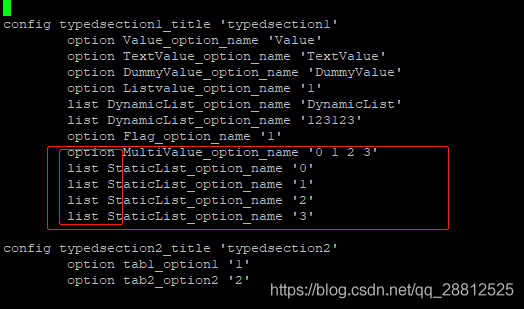 config typedsection1_title 'typedsection1'
option Value_option_name 'Value'
option TextValue_option_name 'TextValue'
option DummyValue_option_name 'DummyValue'
option Listvalue_option_name '1'
list DynamicList_option_name 'DynamicList'
list DynamicList_option_name '123123'
option Flag_option_name '1'
option MultiValue_option_name '0 1 2 3'
list StaticList_option_name '0'
list StaticList_option_name '1'
list StaticList_option_name '2'
list StaticList_option_name '3'
config typedsection2_title 'typedsection2'
option tab1_option1 '1'
option tab2_option2 '2'
https://blog.csdn.net/qq_28812525